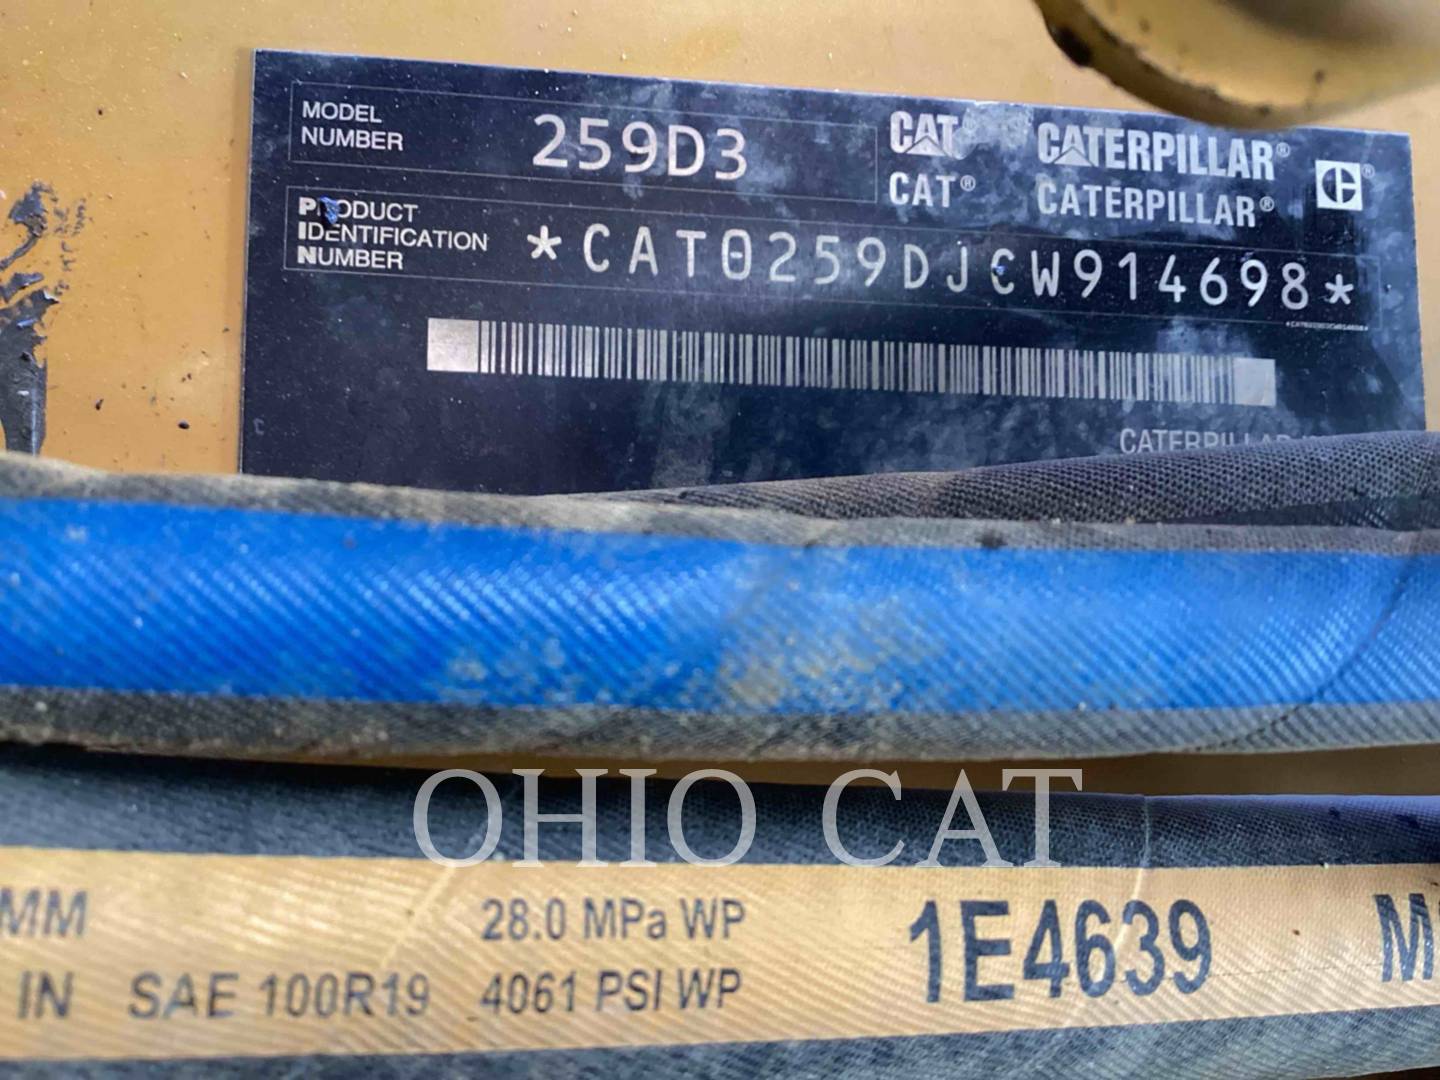 MODEL
NUMBER
259D3
CAT CATERPILLAR®
CAT® CATERPILLAR®
CE®
PRODUCT
IDENTIFICATION
NUMBER
*CAT0259DJCW914698*
CATERPILLAR
OHIO CAT
MM 28.0 MPa WP
IN SAE 100R19 4061 PSI WP
1E4639